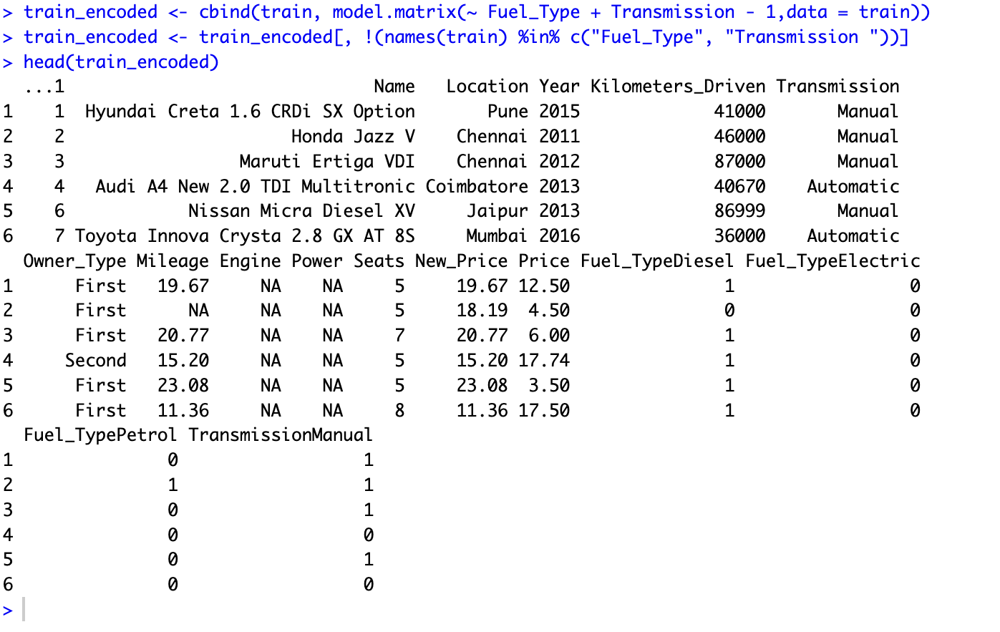 > train_encoded <- cbind(train, model.matrix(~ Fuel_Type + Transmission - 1,data = train))
> train_encoded <- train_encoded[, !(names(train) %in% c("Fuel_Type", "Transmission "))]
> head(train_encoded)
  ...1                              Name   Location Year Kilometers_Driven Transmission
1    1  Hyundai Creta 1.6 CRDi SX Option       Pune 2015             41000       Manual
2    2                      Honda Jazz V    Chennai 2011             46000       Manual
3    3                 Maruti Ertiga VDI    Chennai 2012             87000       Manual
4    4   Audi A4 New 2.0 TDI Multitronic Coimbatore 2013             40670    Automatic
5    6            Nissan Micra Diesel XV     Jaipur 2013             86999       Manual
6    7 Toyota Innova Crysta 2.8 GX AT 8S     Mumbai 2016             36000    Automatic
  Owner_Type Mileage Engine Power Seats New_Price Price Fuel_TypeDiesel Fuel_TypeElectric
1      First   19.67     NA    NA     5     19.67 12.50               1                 0
2      First      NA     NA    NA     5     18.19  4.50               0                 0
3      First   20.77     NA    NA     7     20.77  6.00               1                 0
4     Second   15.20     NA    NA     5     15.20 17.74               1                 0
5      First   23.08     NA    NA     5     23.08  3.50               1                 0
6      First   11.36     NA    NA     8     11.36 17.50               1                 0
  Fuel_TypePetrol TransmissionManual
1               0                  1
2               1                  1
3               0                  1
4               0                  0
5               0                  1
6               0                  0
>